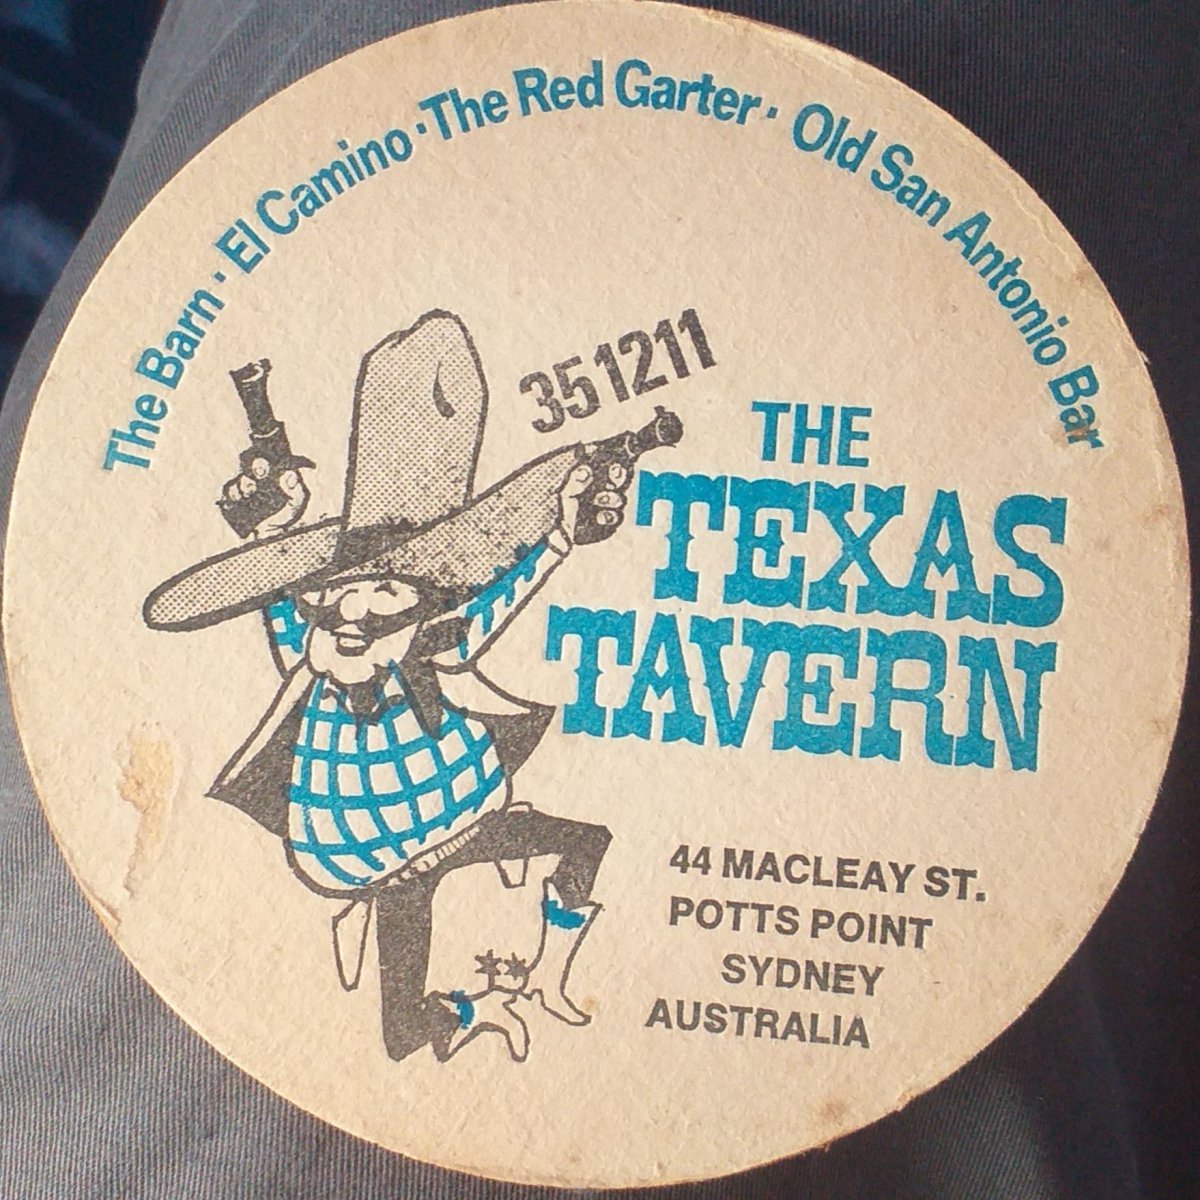 The Barn · El Camino · The Red Garter · Old San Antonio Bar
351211
THE
TEXAS
TAVERN
44 MACLEAY ST.
POTTS POINT
SYDNEY
AUSTRALIA